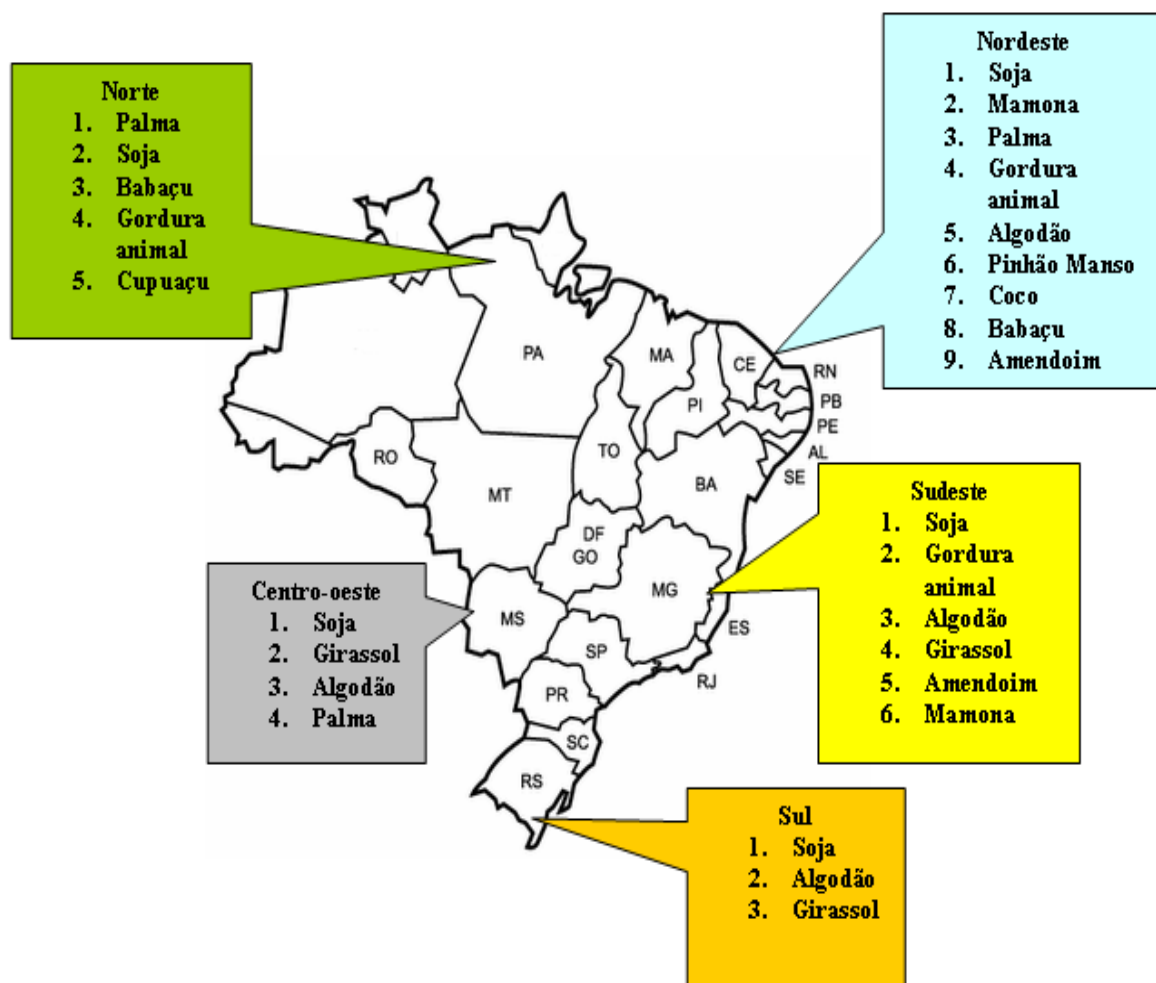 Norte
1. Palma
2. Soja
3. Babaçu
4. Gordura
animal
5. Cupuaçu
Nordeste
1. Soja
2. Mamona
3. Palma
4. Gordura
animal
5. Algodão
6. Pinhão Manso
7. Coco
8. Babaçu
9. Amendoim
PA
MA
CE
RN
PI
PB
PE
AL
TO
RO
SE
BA
MT
DF
GO
MG
MS
ES
SP
RJ
PR
SC
RS
Centro-oeste
1. Soja
2. Girassol
3. Algodão
4. Palma
Sudeste
1. Soja
2. Gordura
animal
3. Algodão
4. Girassol
5. Amendoim
6. Mamona
Sul
1. Soja
2. Algodão
3. Girassol